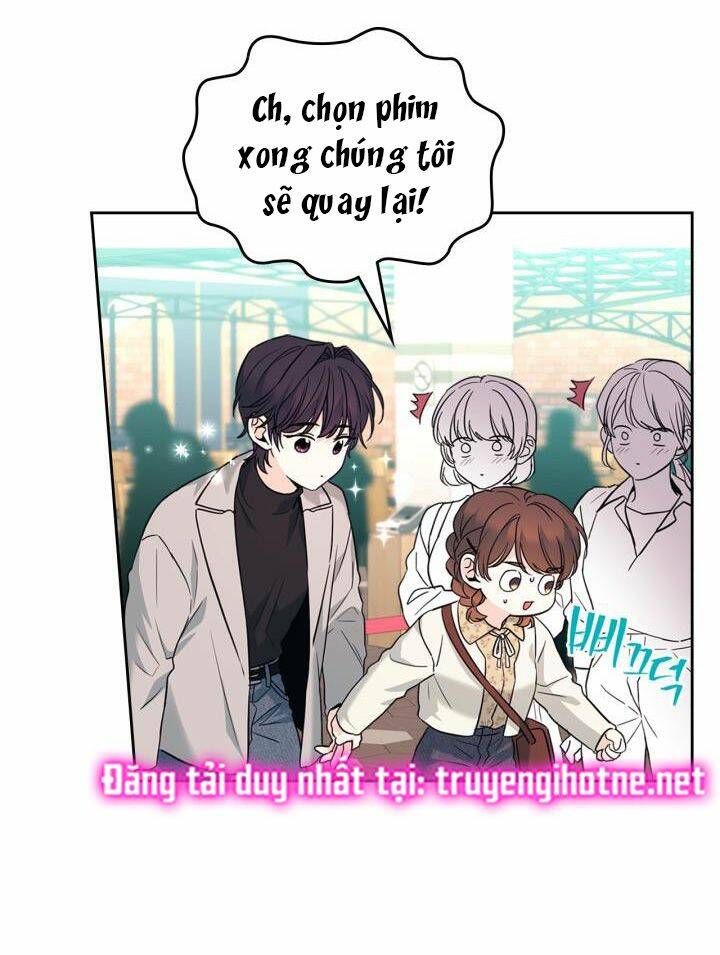 Ch, chọn phim
xong chúng tôi
sẽ quay lại!
삐끄덕
Đăng tải duy nhất tại: truyengihotne.net